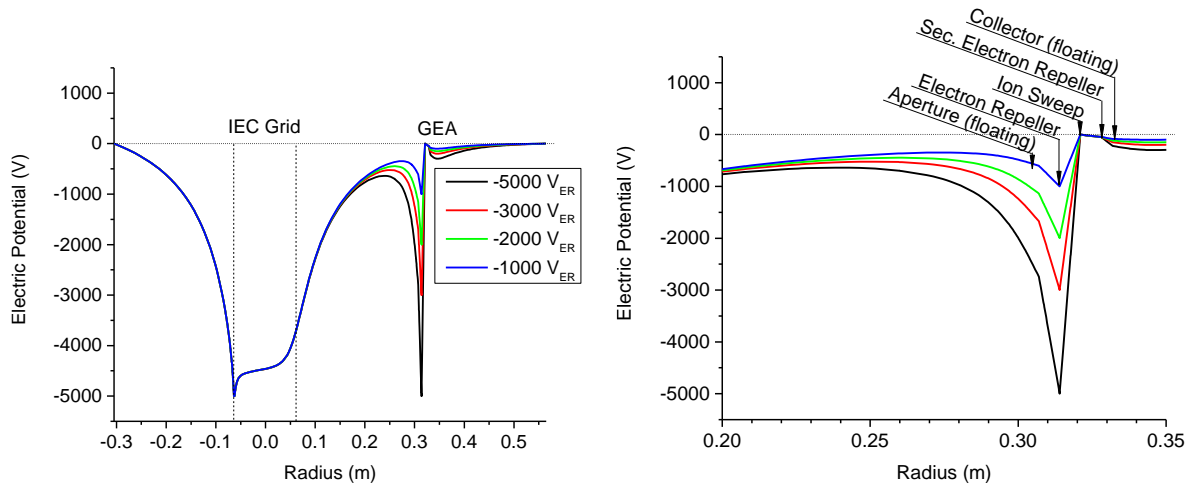 IEC Grid
GEA
1000
0
-1000
-2000
-3000
-4000
-5000
Electric Potential (V)
-5000 V_ER
-3000 V_ER
-2000 V_ER
-1000 V_ER
-0.3 -0.2 -0.1 0.0 0.1 0.2 0.3 0.4 0.5
Radius (m)
Collector (floating)
Sec. Electron Repeller
Ion Sweep
Electron Repeller
Aperture (floating)
1000
0
-1000
-2000
-3000
-4000
-5000
Electric Potential (V)
0.20 0.25 0.30 0.35
Radius (m)